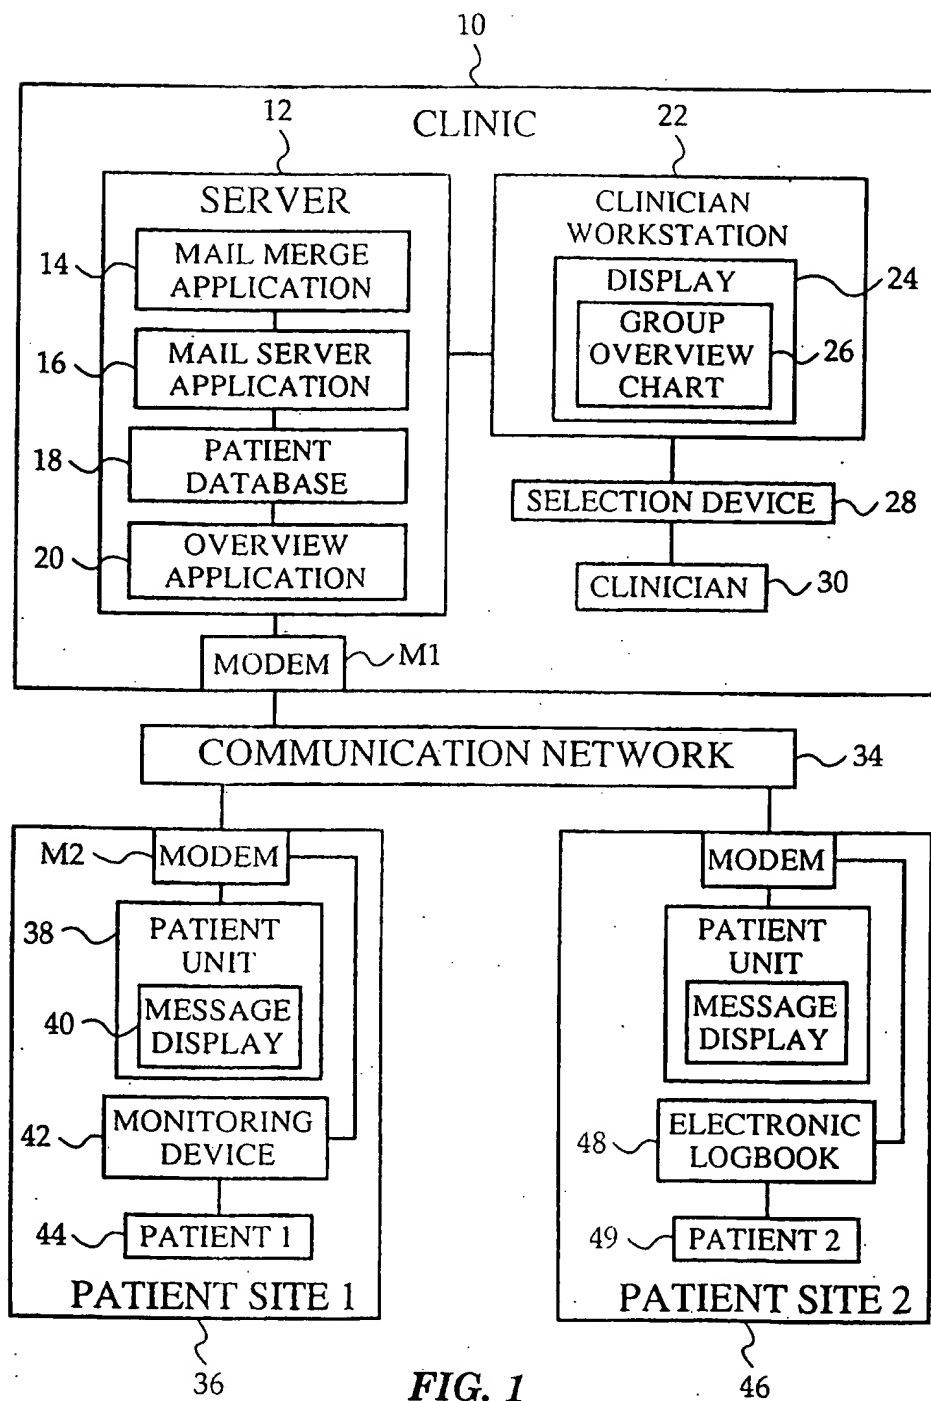 10
12
CLINIC
22
SERVER
CLINICIAN
WORKSTATION
14
MAIL MERGE
APPLICATION
DISPLAY
24
GROUP
OVERVIEW
CHART
26
16
MAIL SERVER
APPLICATION
18
PATIENT
DATABASE
SELECTION DEVICE
28
20
OVERVIEW
APPLICATION
CLINICIAN
30
MODEM
M1
COMMUNICATION NETWORK
34
M2
MODEM
MODEM
38
PATIENT
UNIT
PATIENT
UNIT
40
MESSAGE
DISPLAY
MESSAGE
DISPLAY
42
MONITORING
DEVICE
48
ELECTRONIC
LOGBOOK
44
PATIENT 1
49
PATIENT 2
PATIENT SITE 1
PATIENT SITE 2
36
FIG. 1
46